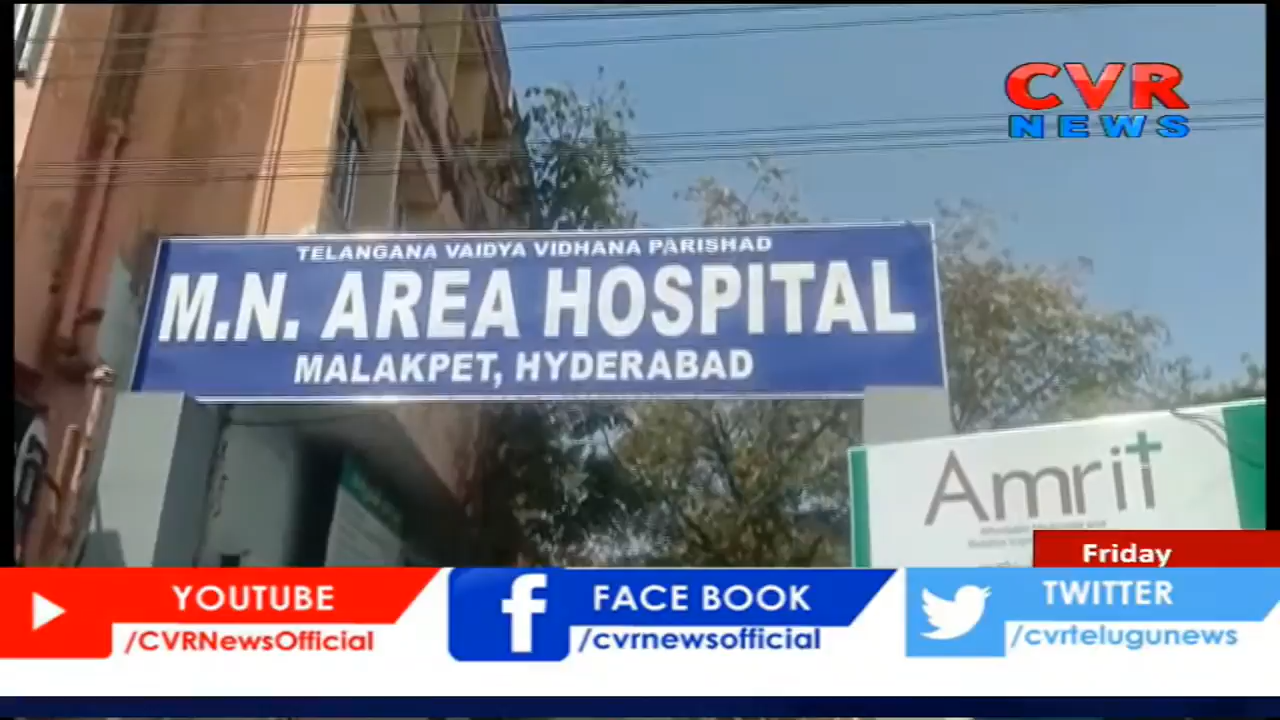 CVR
NEWS
TELANGANA VAIDYA VIDHANA PARISHAD
M.N. AREA HOSPITAL
MALAKPET, HYDERABAD
Amrit
Friday
YOUTUBE
/CVRNewsOfficial
FACE BOOK
/cvrnewsofficial
TWITTER
/cvrtelugunews